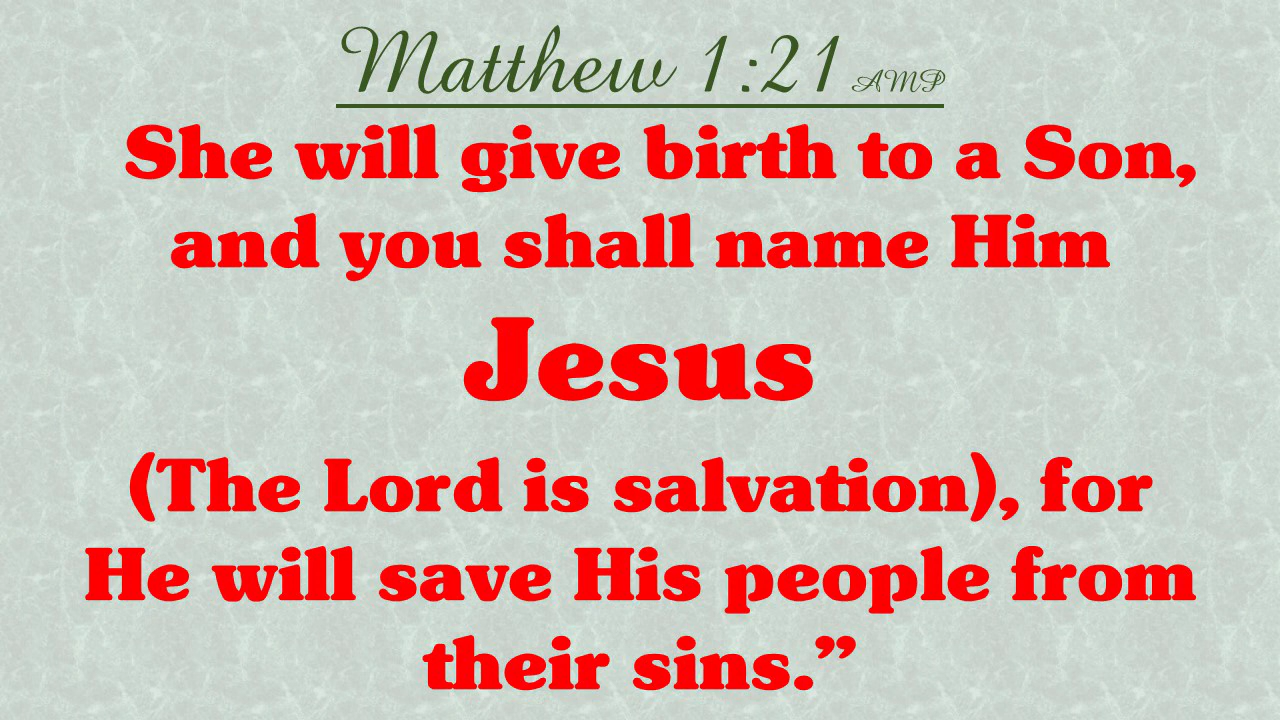 Matthew 1:21 AMP
She will give birth to a Son,
and you shall name Him
Jesus
(The Lord is salvation), for
He will save His people from
their sins.”